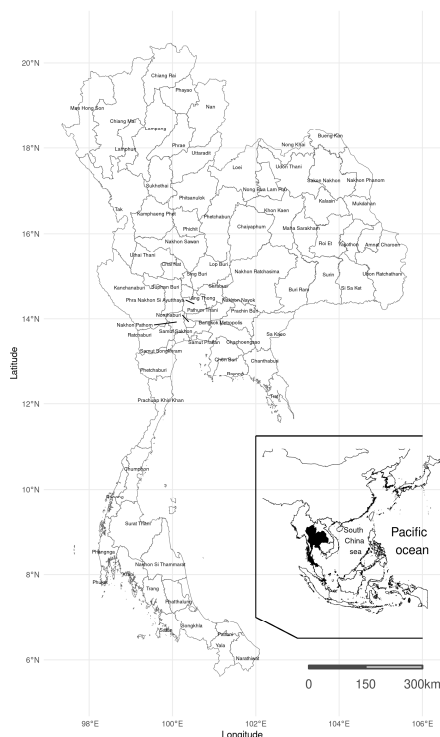 20°N
Chiang Rai
Phayao
Mae Hong Son
Nan
Chiang Mai
Lampang
18°N
Bueng Kan
Nong Khai
Lamphun
Phrae
Uttaradit
Loei
Udon Thani
Sakon Nakhon
Nakhon Phanom
Sukhothai
Nong Bua Lam Phu
Tak
Phitsanulok
Khon Kaen
Kalasin
Mukdahan
Kamphaeng Phet
Phetchabun
16°N
Phichit
Chaiyaphum
Maha Sarakham
Nakhon Sawan
Roi Et
Yasothon
Amnat Charoen
Uthai Thani
Chai Nat
Lop Buri
Sing Buri
Nakhon Ratchasima
Surin
Ubon Ratchathani
Kanchanaburi
Suphan Buri
Saraburi
Buri Ram
Si Sa Ket
Phra Nakhon Si Ayutthaya
Ang Thong
Nakhon Nayok
14°N
Nonthaburi
Pathum Thani
Prachin Buri
Nakhon Pathom
Bangkok Metropolis
Ratchaburi
Samut Sakhon
Sa Kaeo
Samut Prakan
Chachoengsao
Samut Songkhram
Chon Buri
Chanthaburi
Phetchaburi
Rayong
Trat
12°N
Prachuap Khiri Khan
Chumphon
10°N
Ranong
Surat Thani
South
China
sea
Pacific
ocean
8°N
Phangnga
Nakhon Si Thammarat
Krabi
Phuket
Trang
Phatthalung
Satun
Songkhla
Pattani
6°N
Yala
Narathiwat
0
150
300km
98°E
100°E
102°E
104°E
106°E
Longitude
Latitude